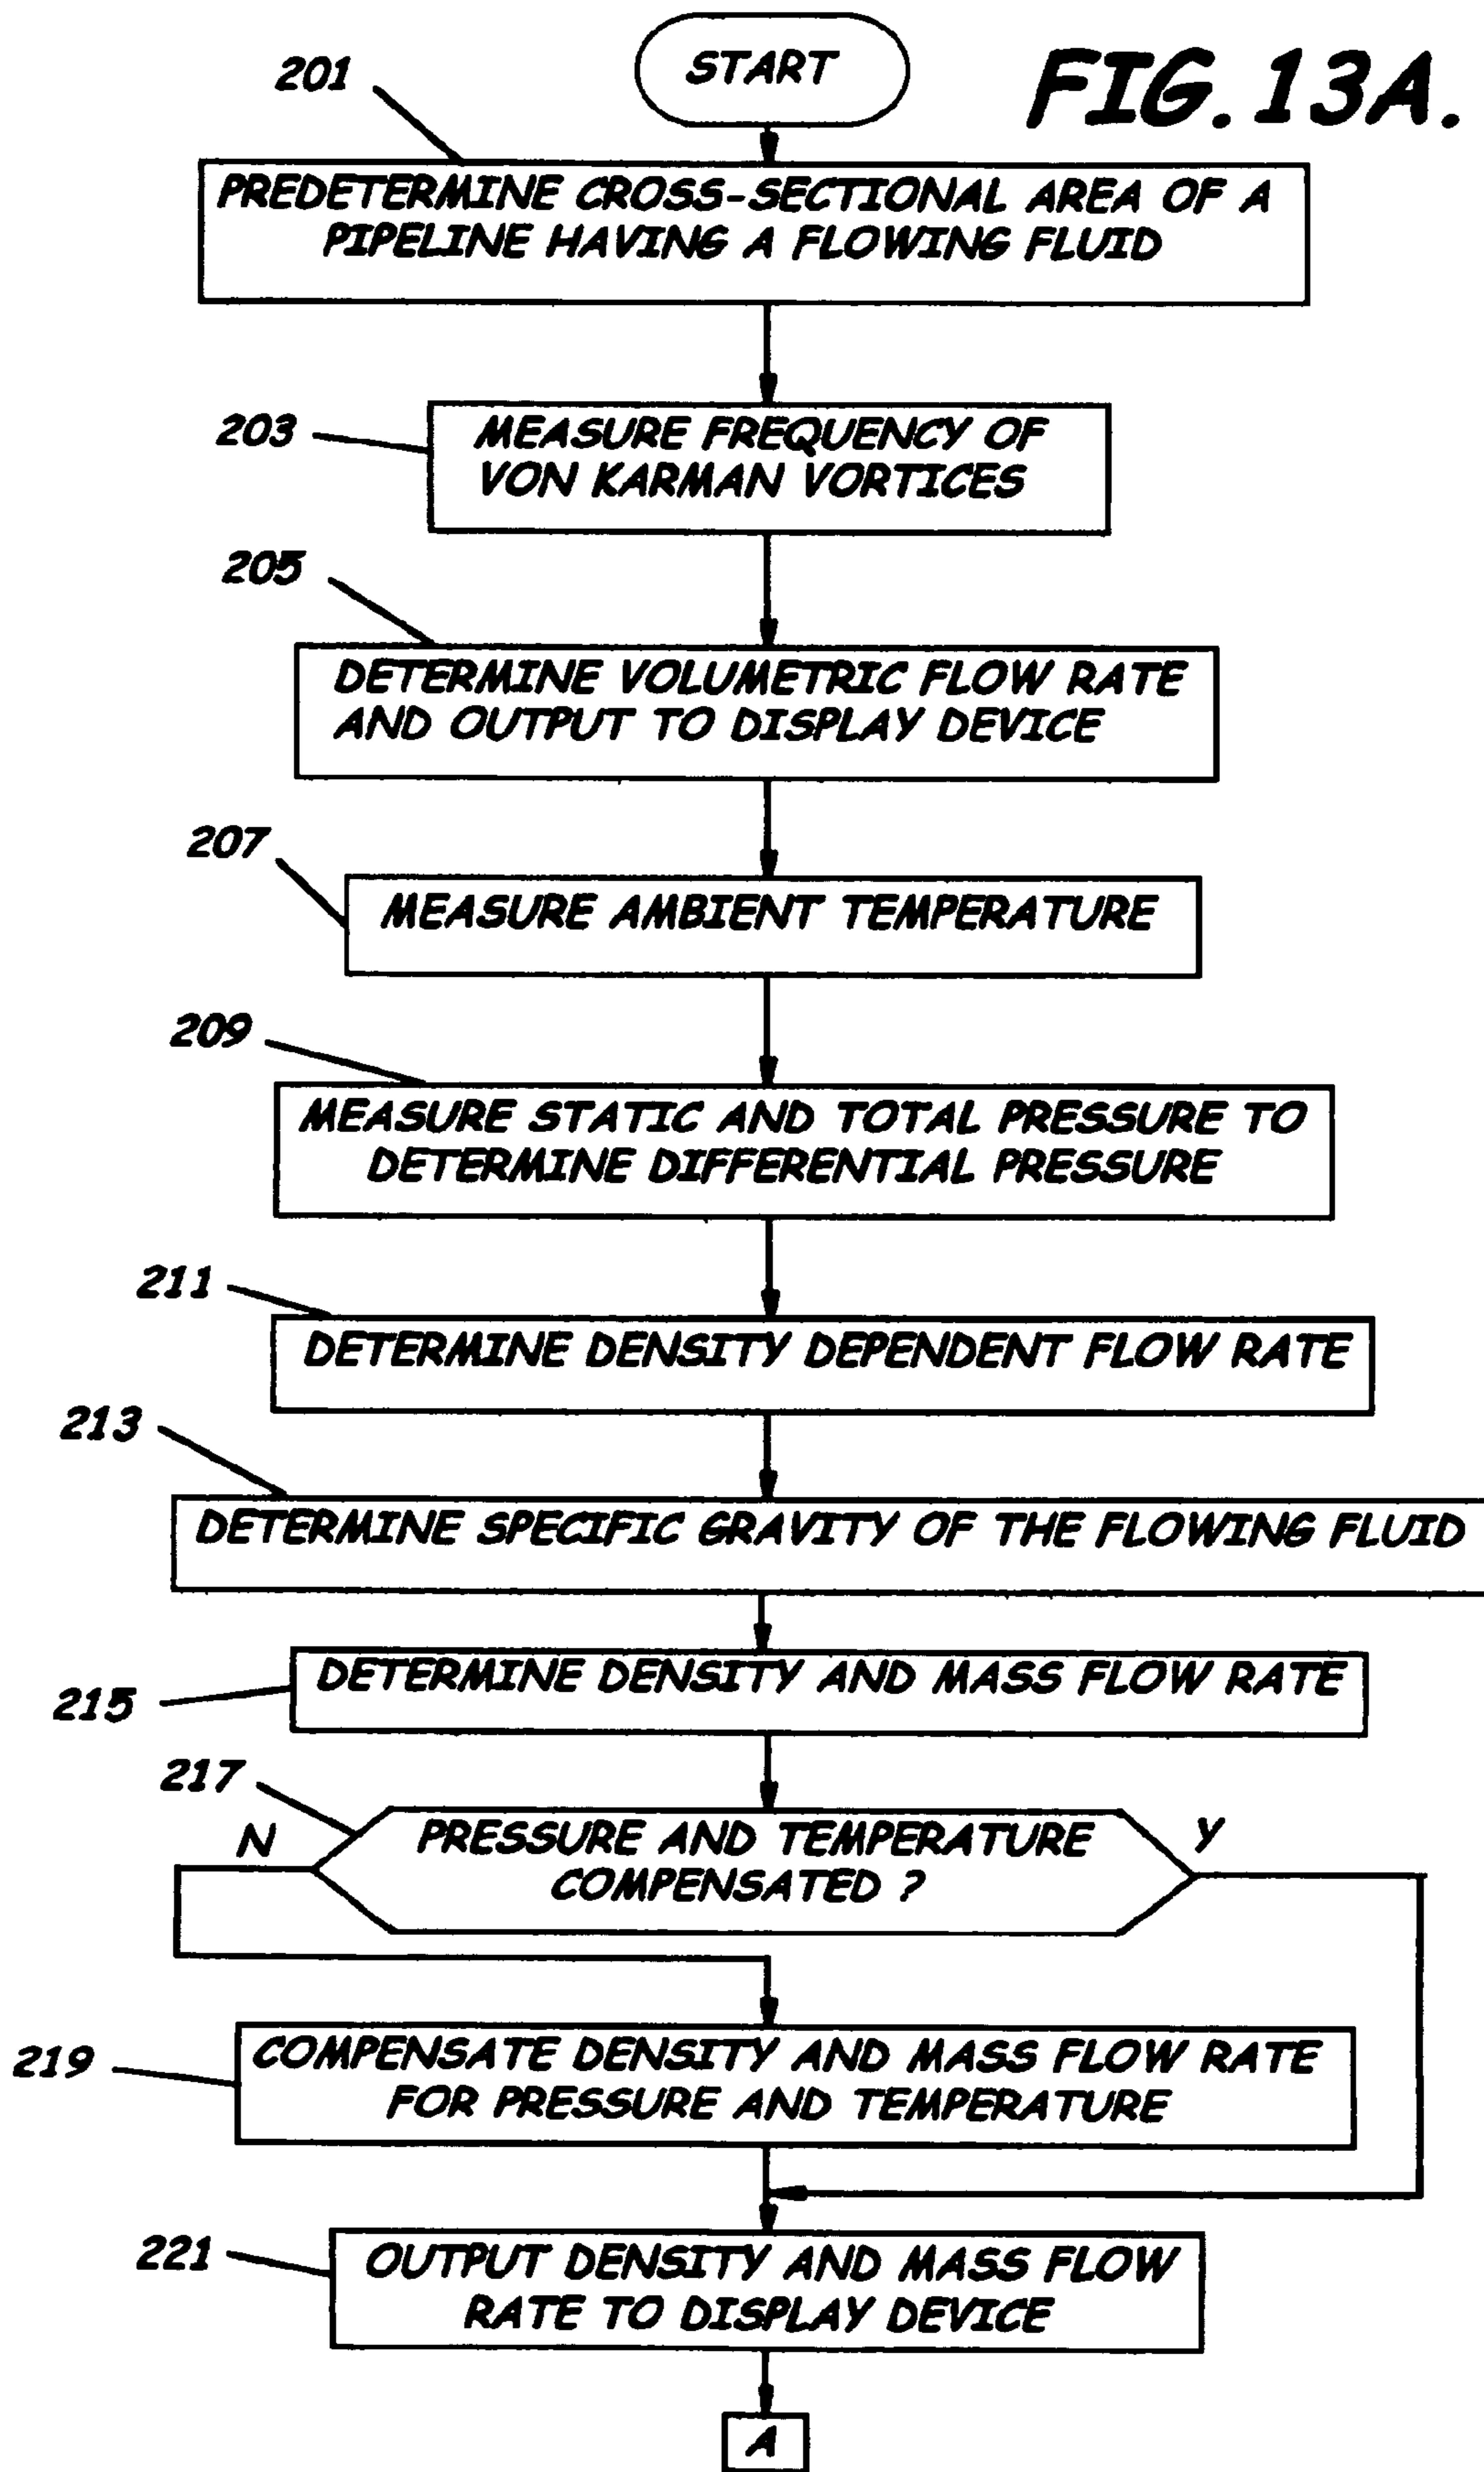 START
FIG. 13A.
201
PREDETERMINE CROSS-SECTIONAL AREA OF A
PIPELINE HAVING A FLOWING FLUID
203
MEASURE FREQUENCY OF
VON KARMAN VORTICES
205
DETERMINE VOLUMETRIC FLOW RATE
AND OUTPUT TO DISPLAY DEVICE
207
MEASURE AMBIENT TEMPERATURE
209
MEASURE STATIC AND TOTAL PRESSURE TO
DETERMINE DIFFERENTIAL PRESSURE
211
DETERMINE DENSITY DEPENDENT FLOW RATE
213
DETERMINE SPECIFIC GRAVITY OF THE FLOWING FLUID
215
DETERMINE DENSITY AND MASS FLOW RATE
217
N
PRESSURE AND TEMPERATURE
COMPENSATED ?
Y
219
COMPENSATE DENSITY AND MASS FLOW RATE
FOR PRESSURE AND TEMPERATURE
221
OUTPUT DENSITY AND MASS FLOW
RATE TO DISPLAY DEVICE
A